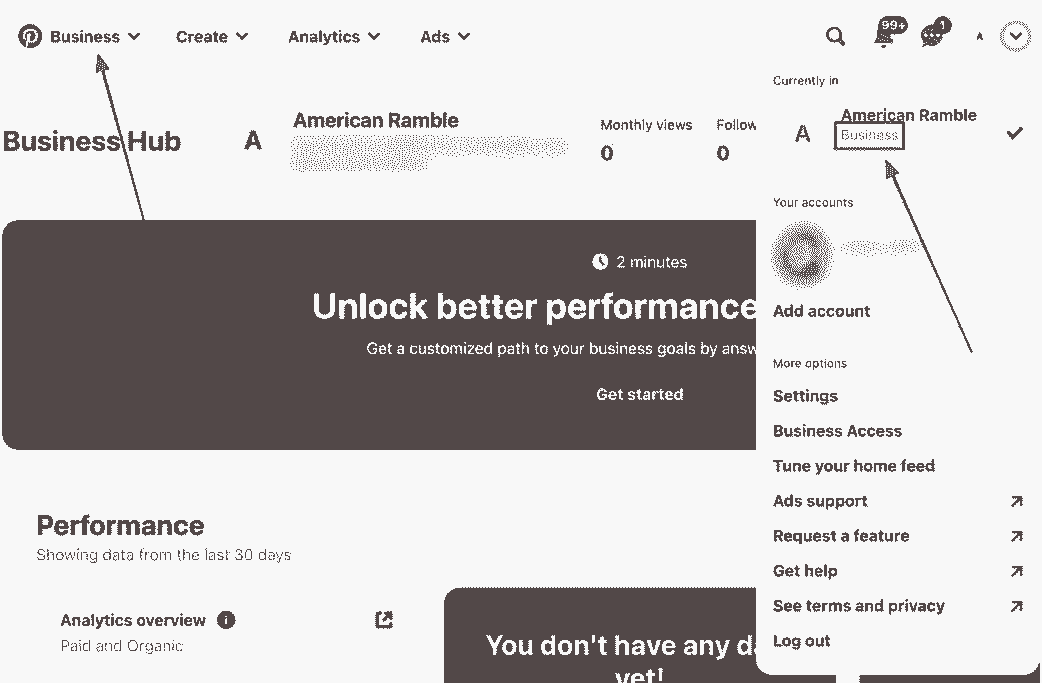 Business Create Analytics Ads 99+ 1 A
Currently in
American Ramble
Business
A
Business Hub
A
American Ramble
Monthly views
0
Follow
0
Your accounts
Add account
2 minutes
Unlock better performance
Get a customized path to your business goals by answ
Get started
More options
Settings
Business Access
Tune your home feed
Ads support
Request a feature
Get help
See terms and privacy
Log out
Performance
Showing data from the last 30 days
Analytics overview
Paid and Organic
You don't have any da
yet!